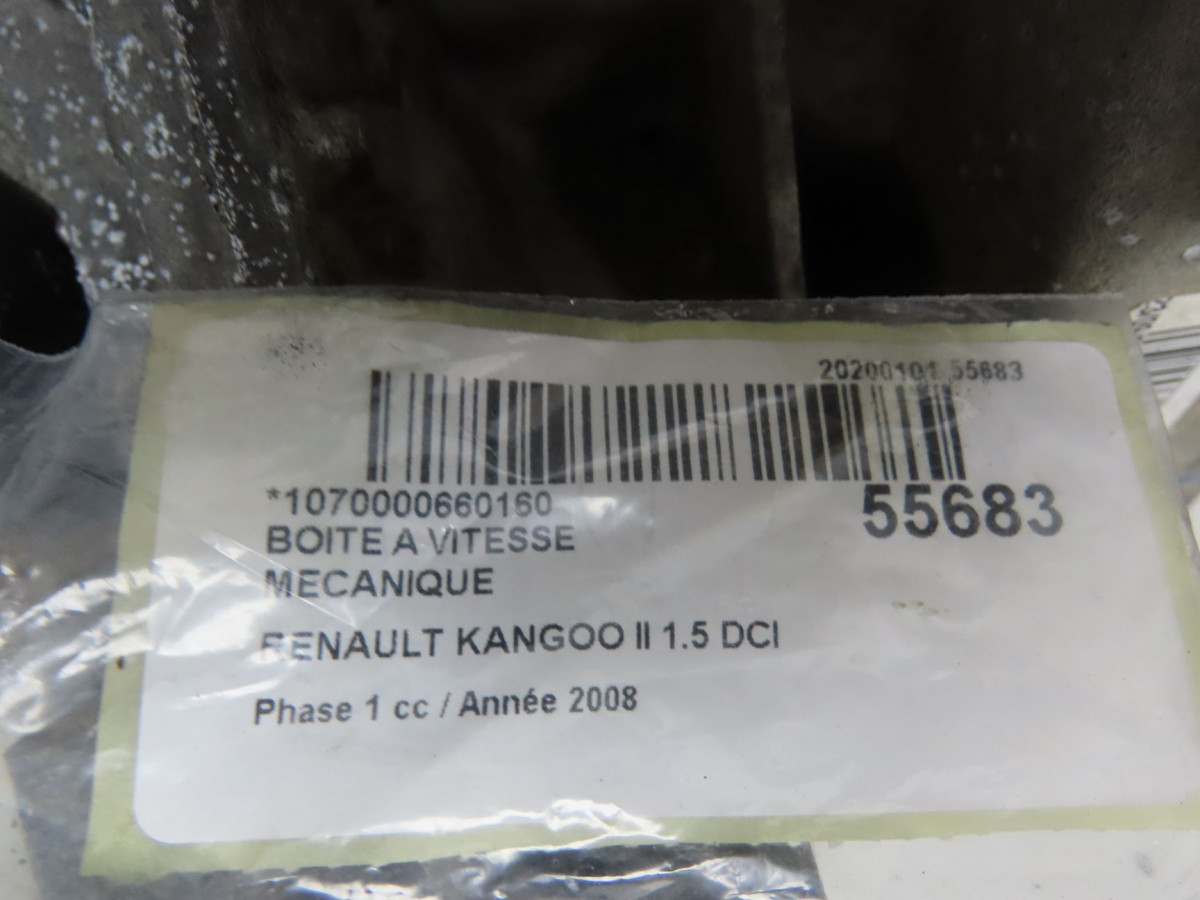 20200101 55683
*1070000660160
55683
BOITE A VITESSE
MECANIQUE
RENAULT KANGOO II 1.5 DCI
Phase 1 cc / Année 2008